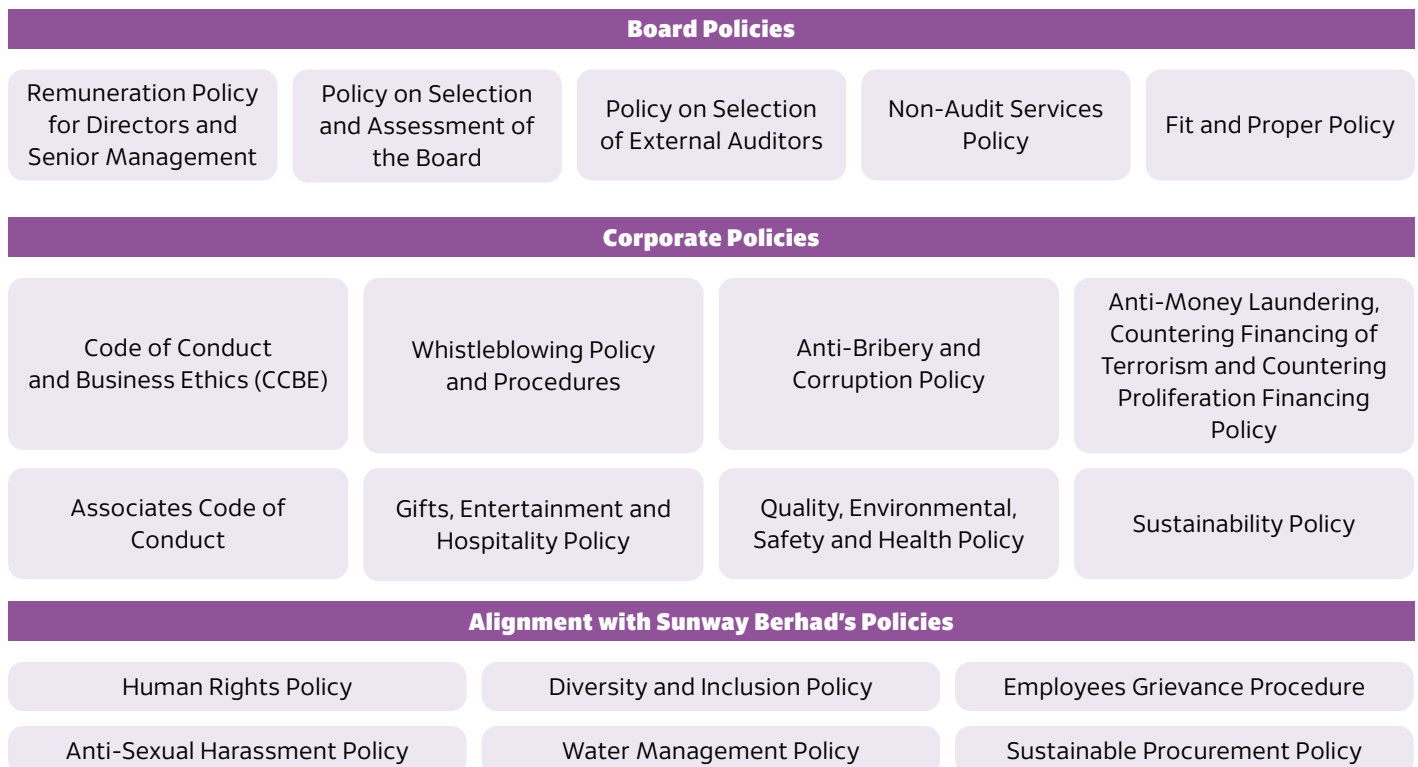 Board Policies
Remuneration Policy
for Directors and
Senior Management
Policy on Selection
and Assessment of
the Board
Policy on Selection
of External Auditors
Non-Audit Services
Policy
Fit and Proper Policy
Corporate Policies
Code of Conduct
and Business Ethics (CCBE)
Whistleblowing Policy
and Procedures
Anti-Bribery and
Corruption Policy
Anti-Money Laundering,
Countering Financing of
Terrorism and Countering
Proliferation Financing
Policy
Associates Code of
Conduct
Gifts, Entertainment and
Hospitality Policy
Quality, Environmental,
Safety and Health Policy
Sustainability Policy
Alignment with Sunway Berhad's Policies
Human Rights Policy
Diversity and Inclusion Policy
Employees Grievance Procedure
Anti-Sexual Harassment Policy
Water Management Policy
Sustainable Procurement Policy